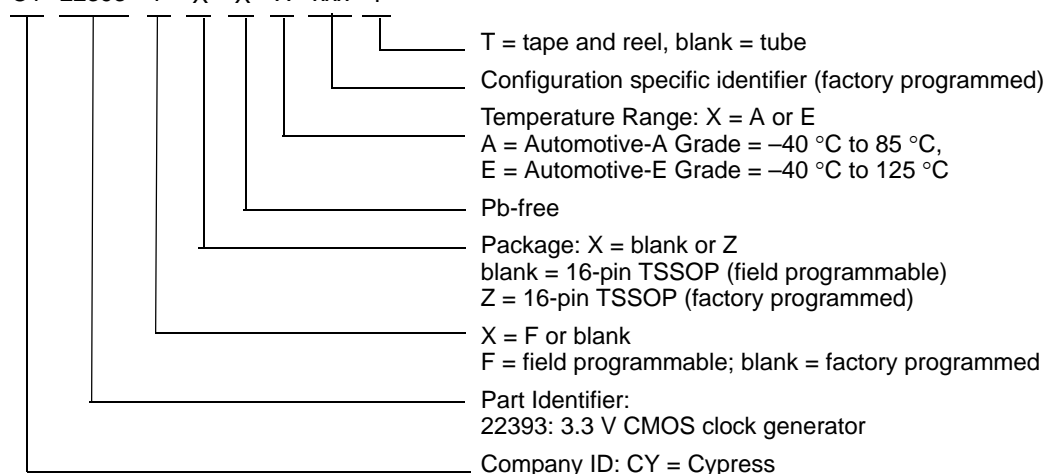 T = tape and reel, blank = tube
Configuration specific identifier (factory programmed)
Temperature Range: X = A or E
A = Automotive-A Grade = –40 °C to 85 °C,
E = Automotive-E Grade = –40 °C to 125 °C
Pb-free
Package: X = blank or Z
blank = 16-pin TSSOP (field programmable)
Z = 16-pin TSSOP (factory programmed)
X = F or blank
F = field programmable; blank = factory programmed
Part Identifier:
22393: 3.3 V CMOS clock generator
Company ID: CY = Cypress